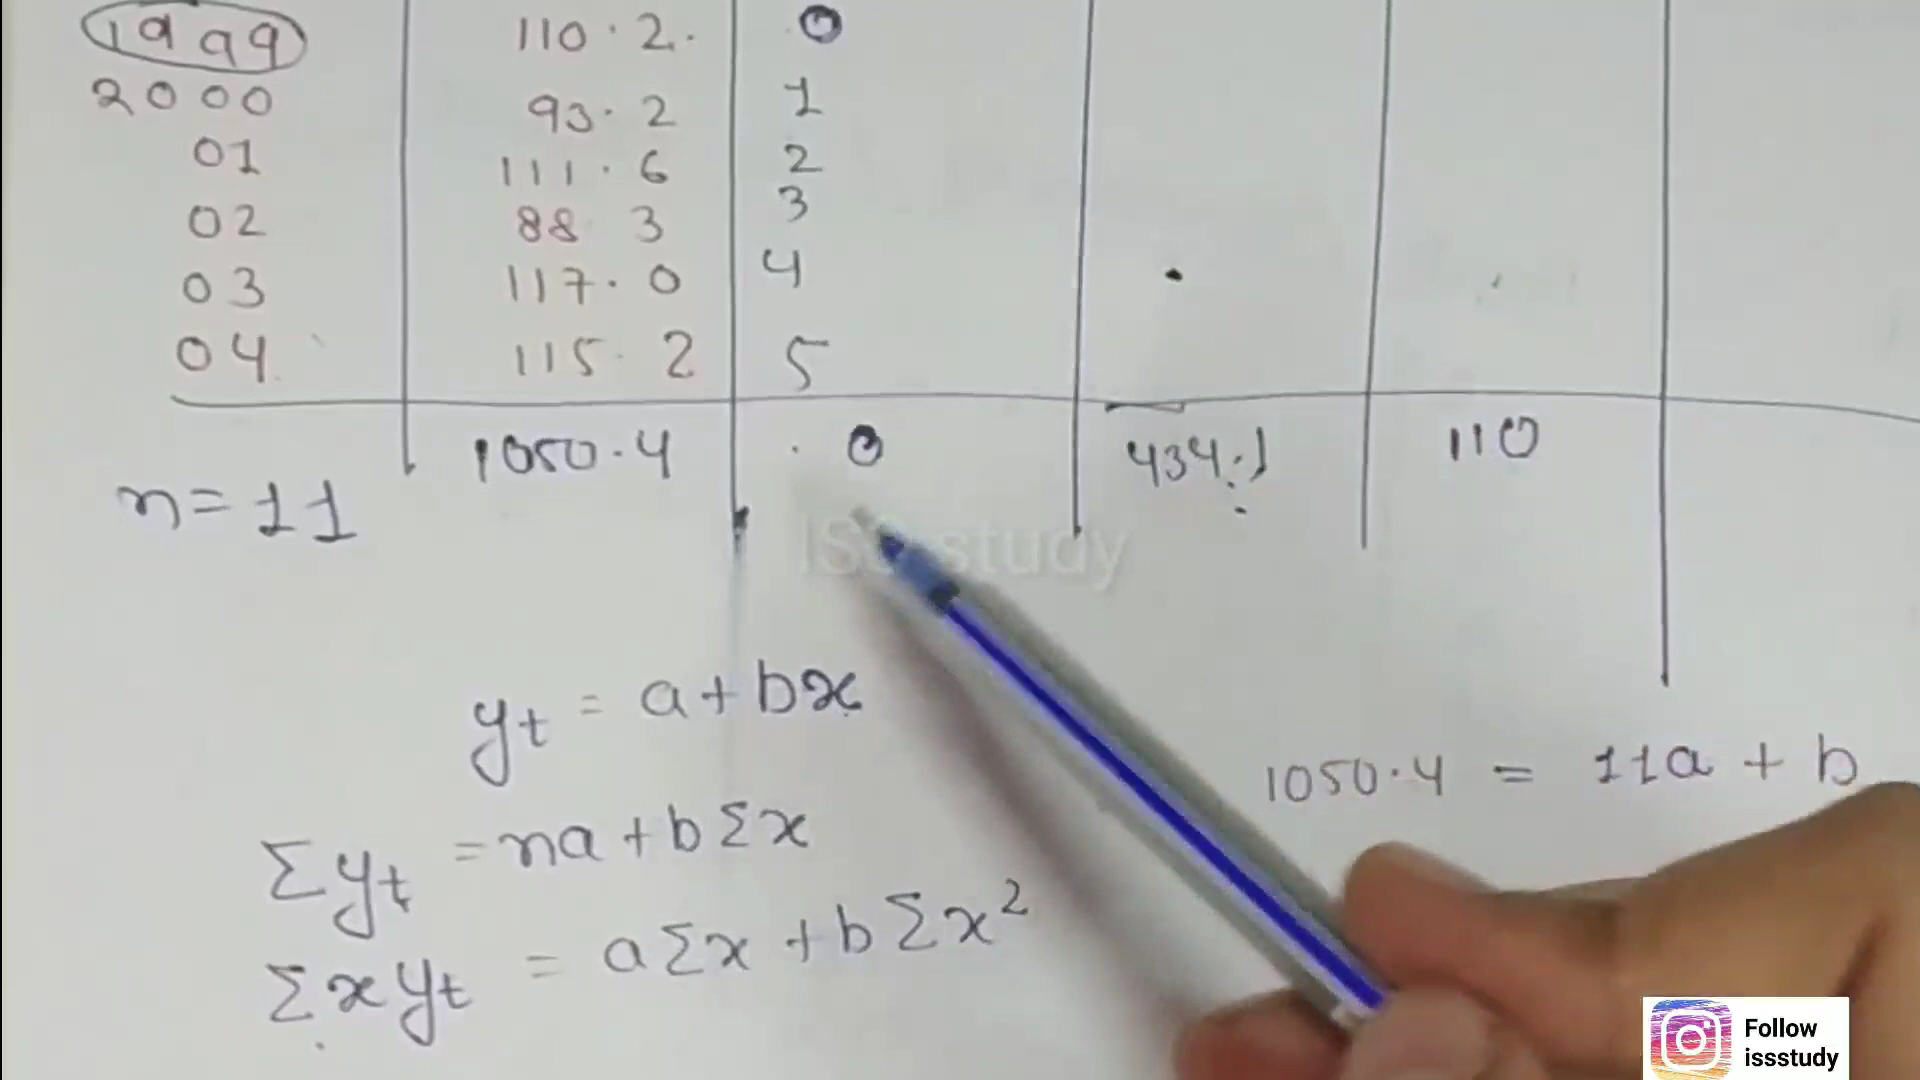 1999 110.2. 0
2000 93.2 1
01 111.6 2
02 88 3 3
03 117.0 4
04 115.2 5
n=11 1050.4 0 434.1 110
ISS study
yt = a+bx
1050.4 = 11a + b
Σyt = na+bΣx
Σxyt = aΣx + bΣx²
Follow
issstudy